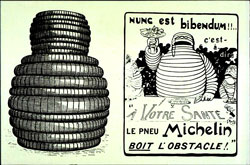 NUNC est bibendum!!..
c'est-
à-
VOTRE SANTÉ
LE PNEU Michelin
BOIT L'OBSTACLE!!